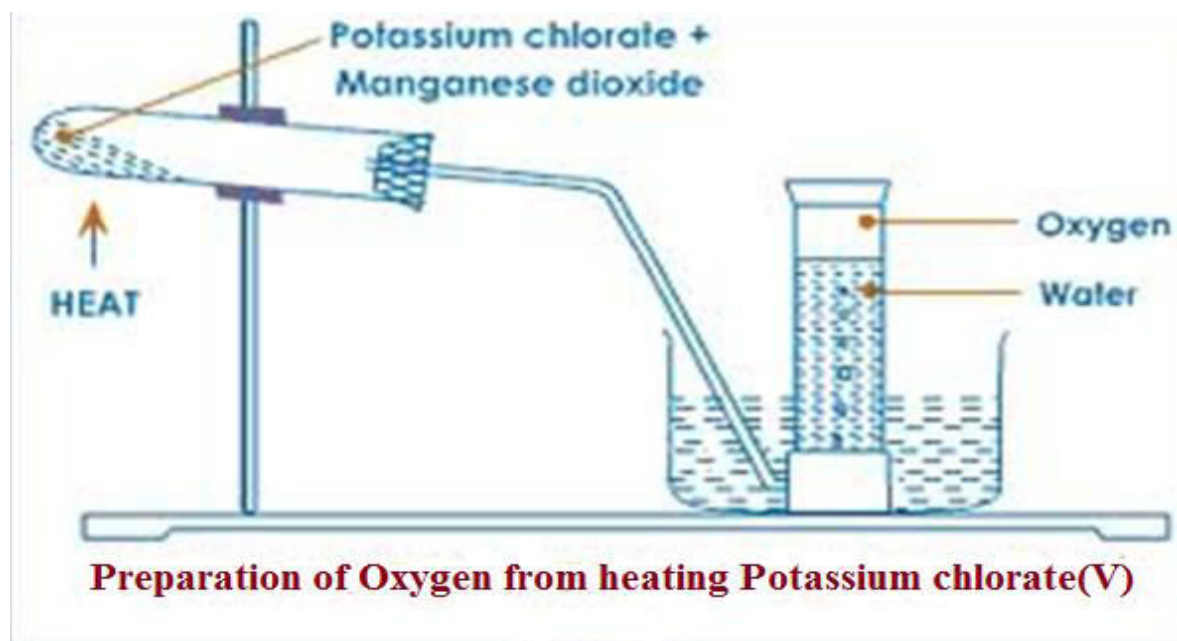 Potassium chlorate +
Manganese dioxide
HEAT
Oxygen
Water
Preparation of Oxygen from heating Potassium chlorate(V)